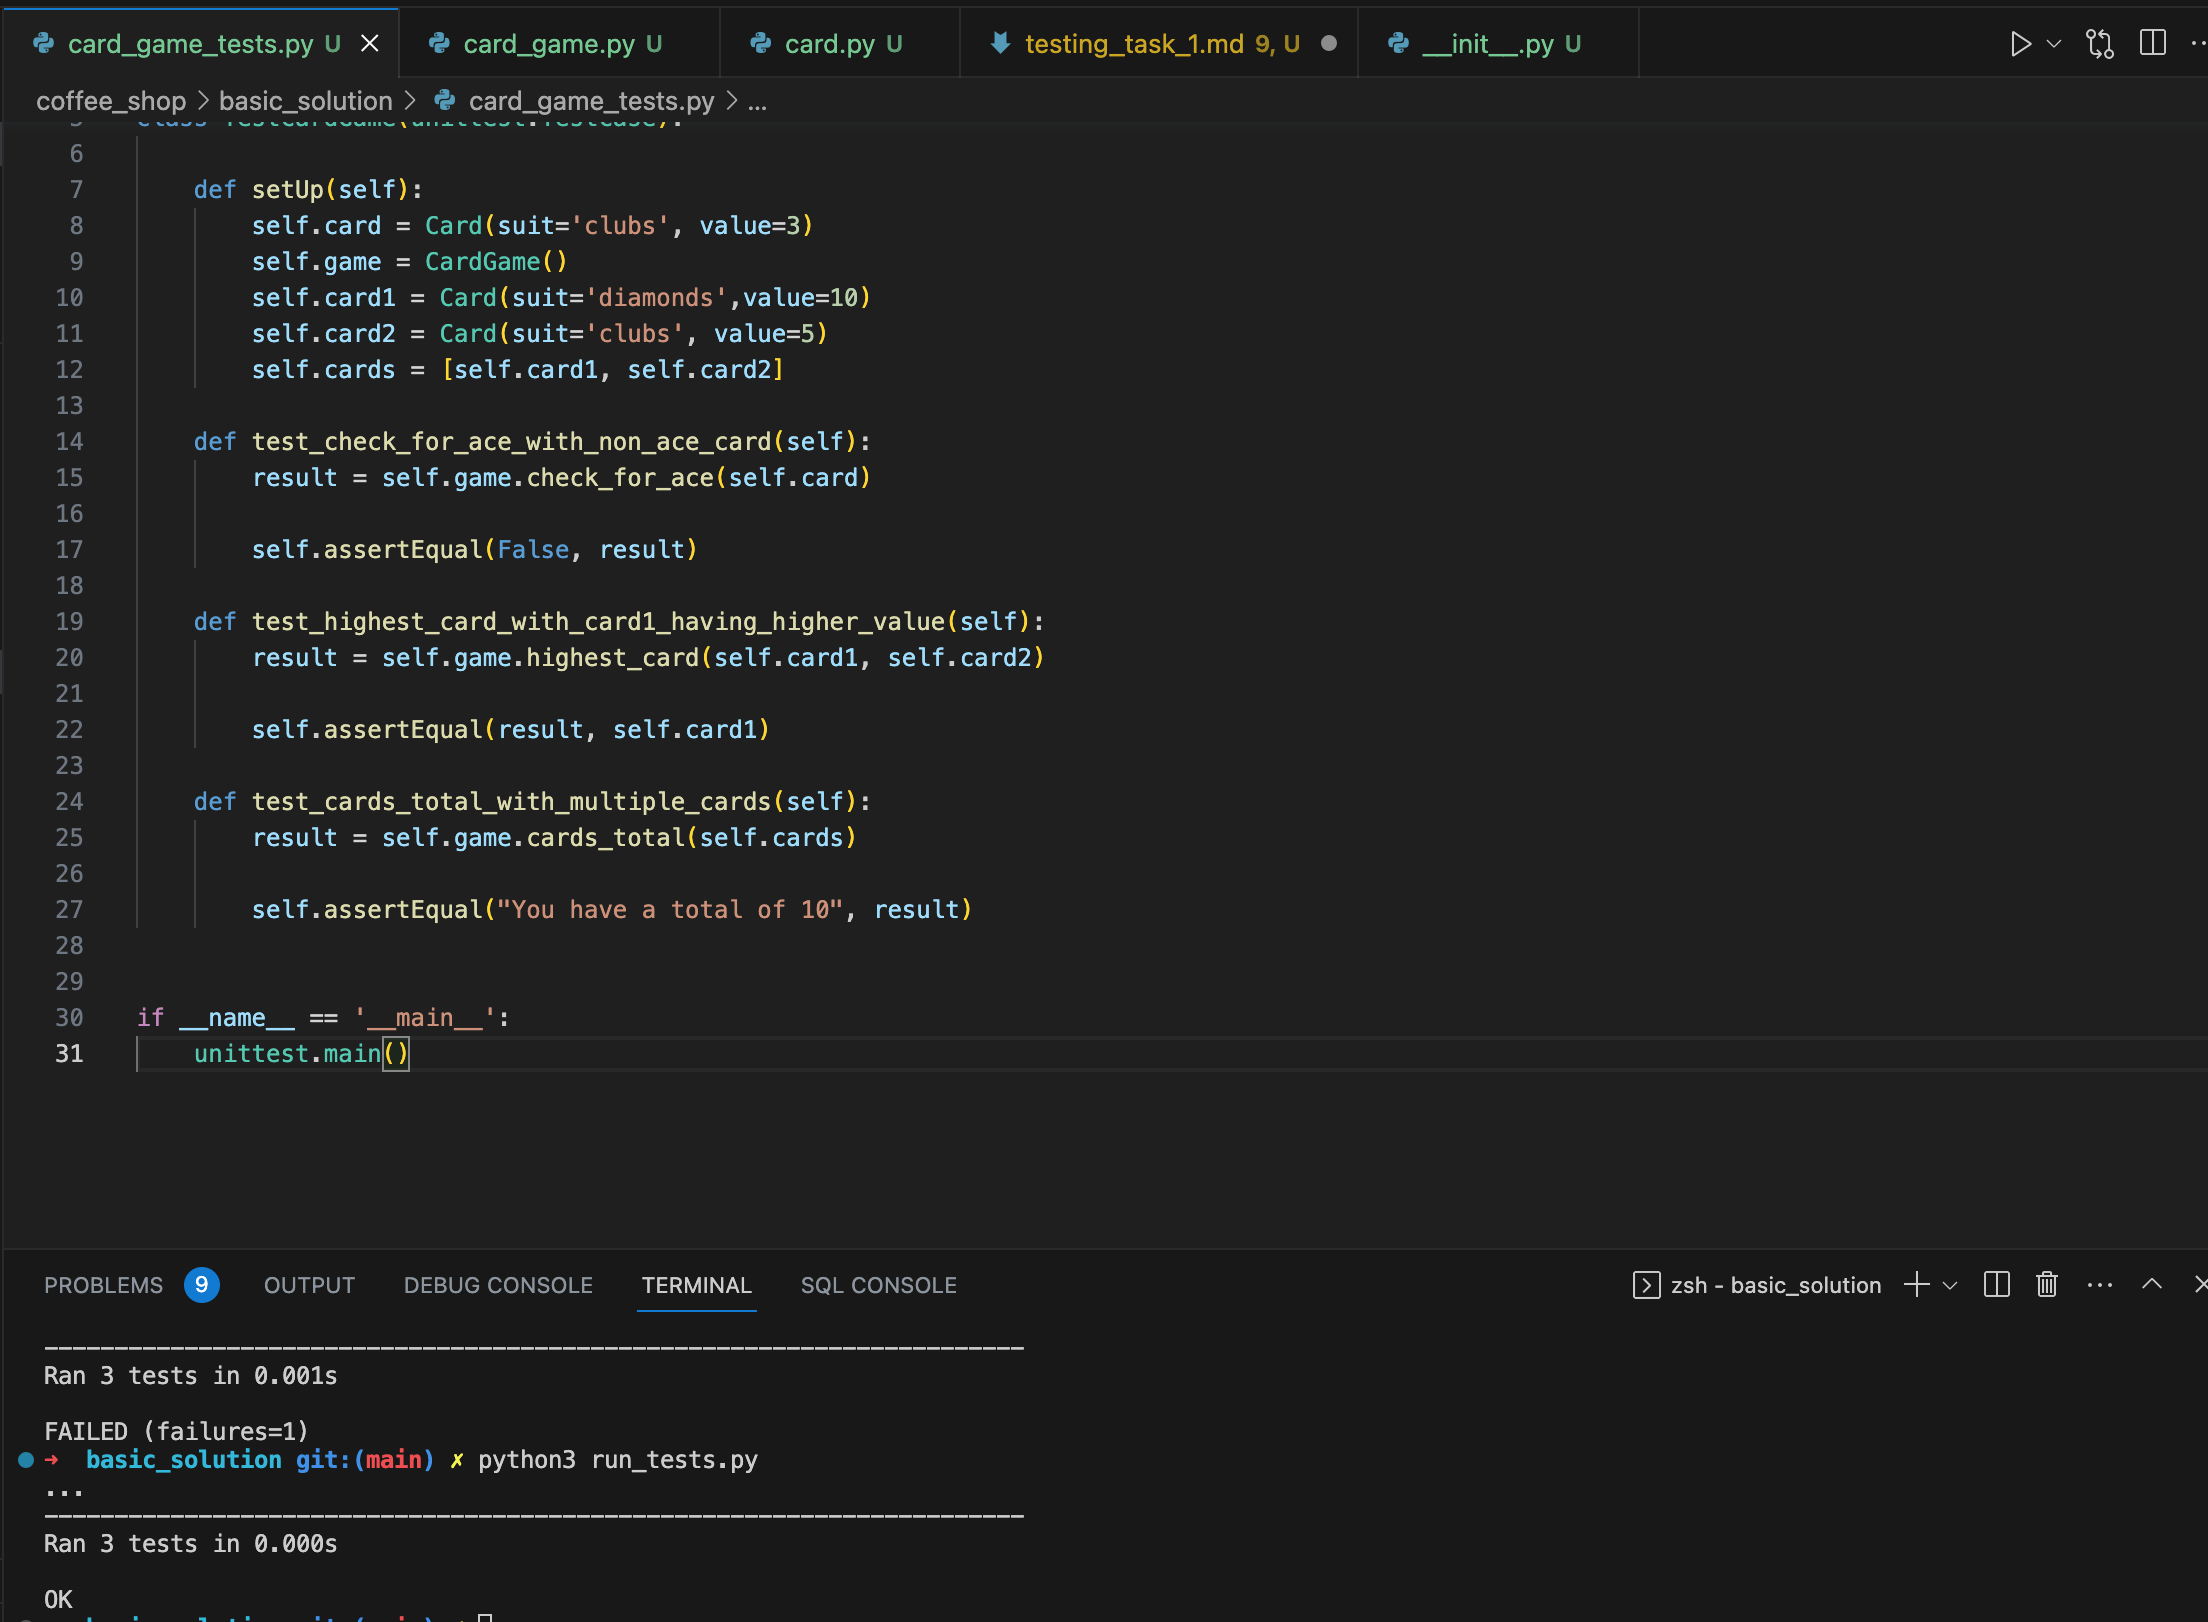 card_game_tests.py U card_game.py U card.py U testing_task_1.md 9, U __init__.py U
coffee_shop > basic_solution > card_game_tests.py > ...
5 class TestCardGame(unittest.TestCase):
6
7 def setUp(self):
8 self.card = Card(suit='clubs', value=3)
9 self.game = CardGame()
10 self.card1 = Card(suit='diamonds',value=10)
11 self.card2 = Card(suit='clubs', value=5)
12 self.cards = [self.card1, self.card2]
13
14 def test_check_for_ace_with_non_ace_card(self):
15 result = self.game.check_for_ace(self.card)
16
17 self.assertEqual(False, result)
18
19 def test_highest_card_with_card1_having_higher_value(self):
20 result = self.game.highest_card(self.card1, self.card2)
21
22 self.assertEqual(result, self.card1)
23
24 def test_cards_total_with_multiple_cards(self):
25 result = self.game.cards_total(self.cards)
26
27 self.assertEqual("You have a total of 10", result)
28
29
30 if __name__ == '__main__':
31 unittest.main()
PROBLEMS 9 OUTPUT DEBUG CONSOLE TERMINAL SQL CONSOLE zsh - basic_solution
----------------------------------------------------------------------
Ran 3 tests in 0.001s
FAILED (failures=1)
➜ basic_solution git:(main) ✗ python3 run_tests.py
...
----------------------------------------------------------------------
Ran 3 tests in 0.000s
OK